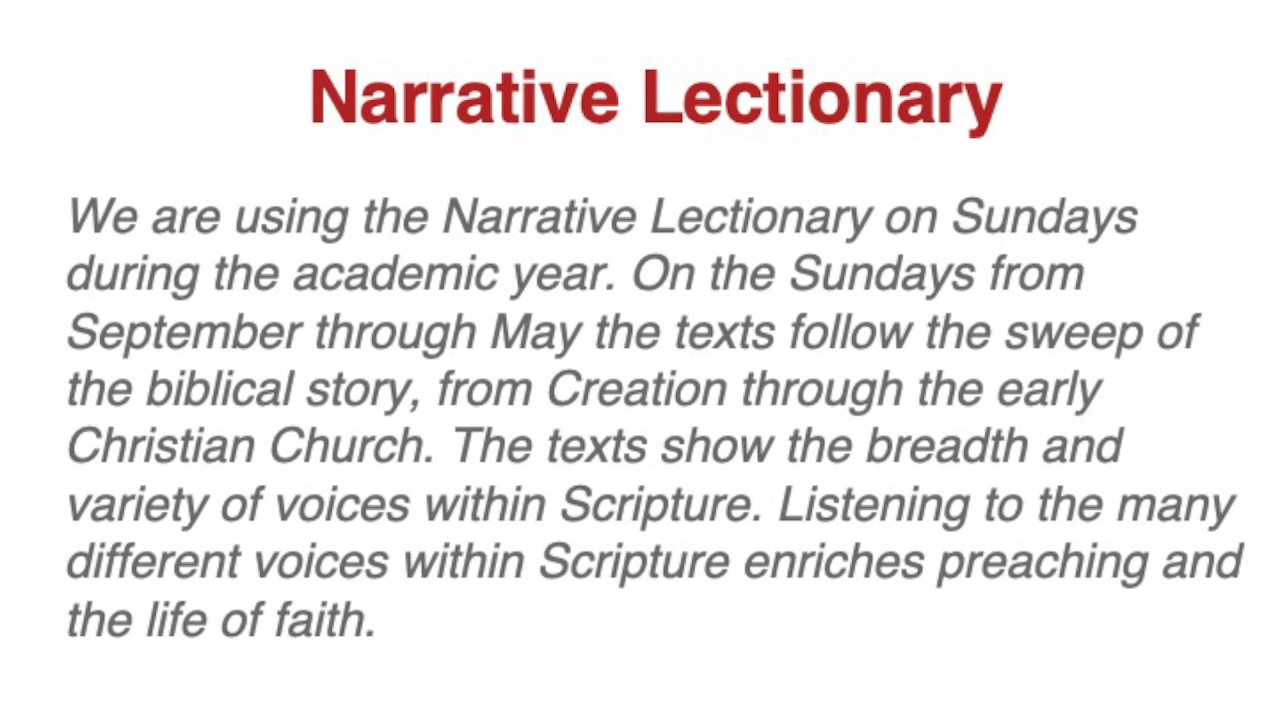 Narrative Lectionary
We are using the Narrative Lectionary on Sundays
during the academic year. On the Sundays from
September through May the texts follow the sweep of
the biblical story, from Creation through the early
Christian Church. The texts show the breadth and
variety of voices within Scripture. Listening to the many
different voices within Scripture enriches preaching and
the life of faith.